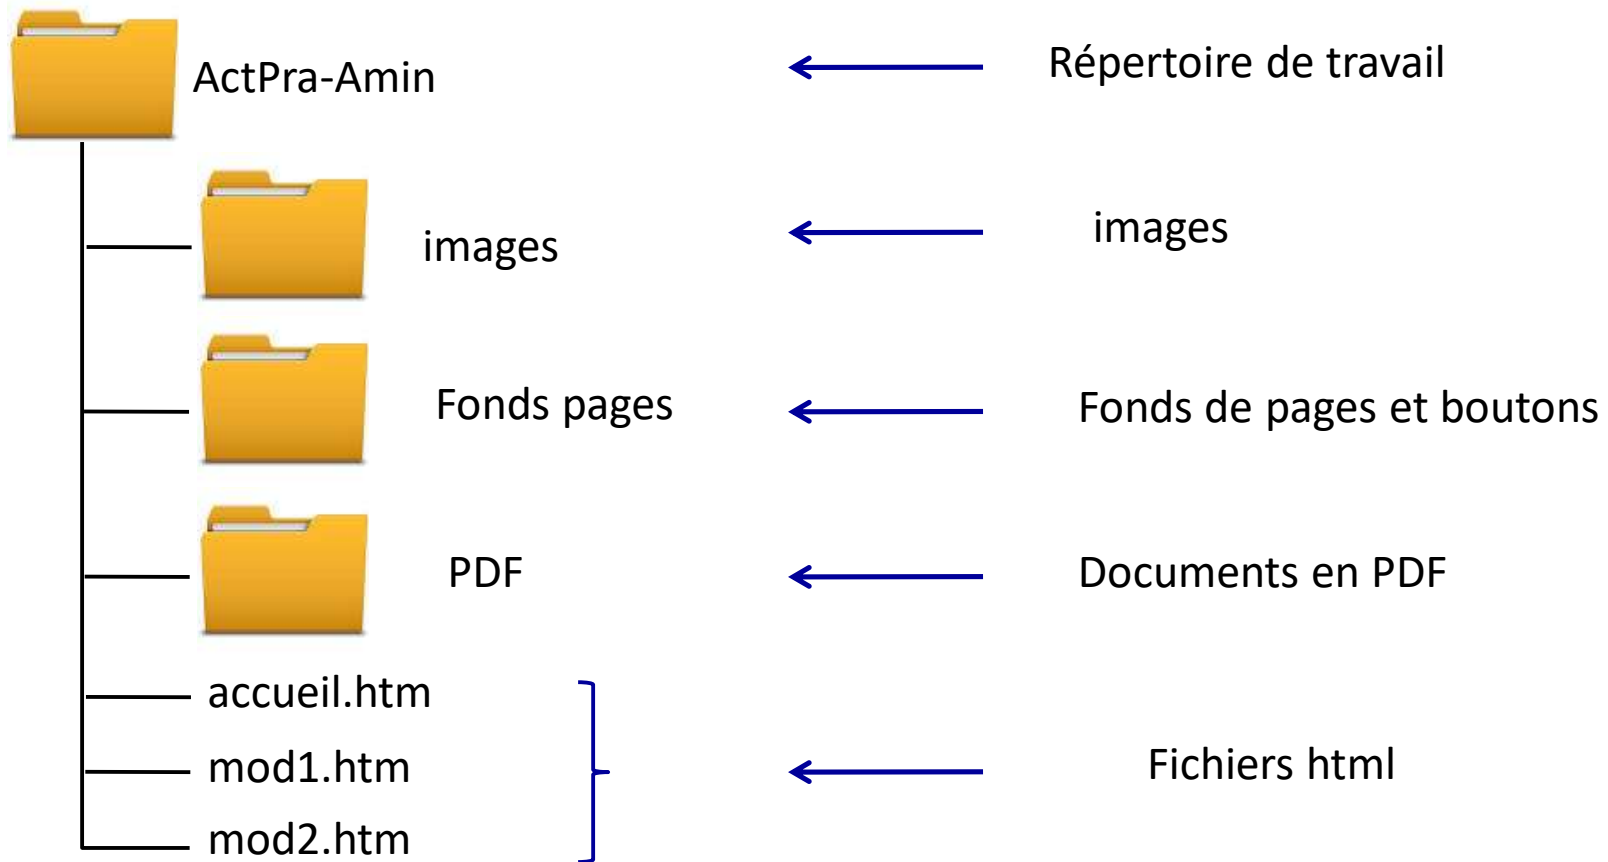 ActPra-Amin
Répertoire de travail
images
images
Fonds pages
Fonds de pages et boutons
PDF
Documents en PDF
accueil.htm
mod1.htm
Fichiers html
mod2.htm